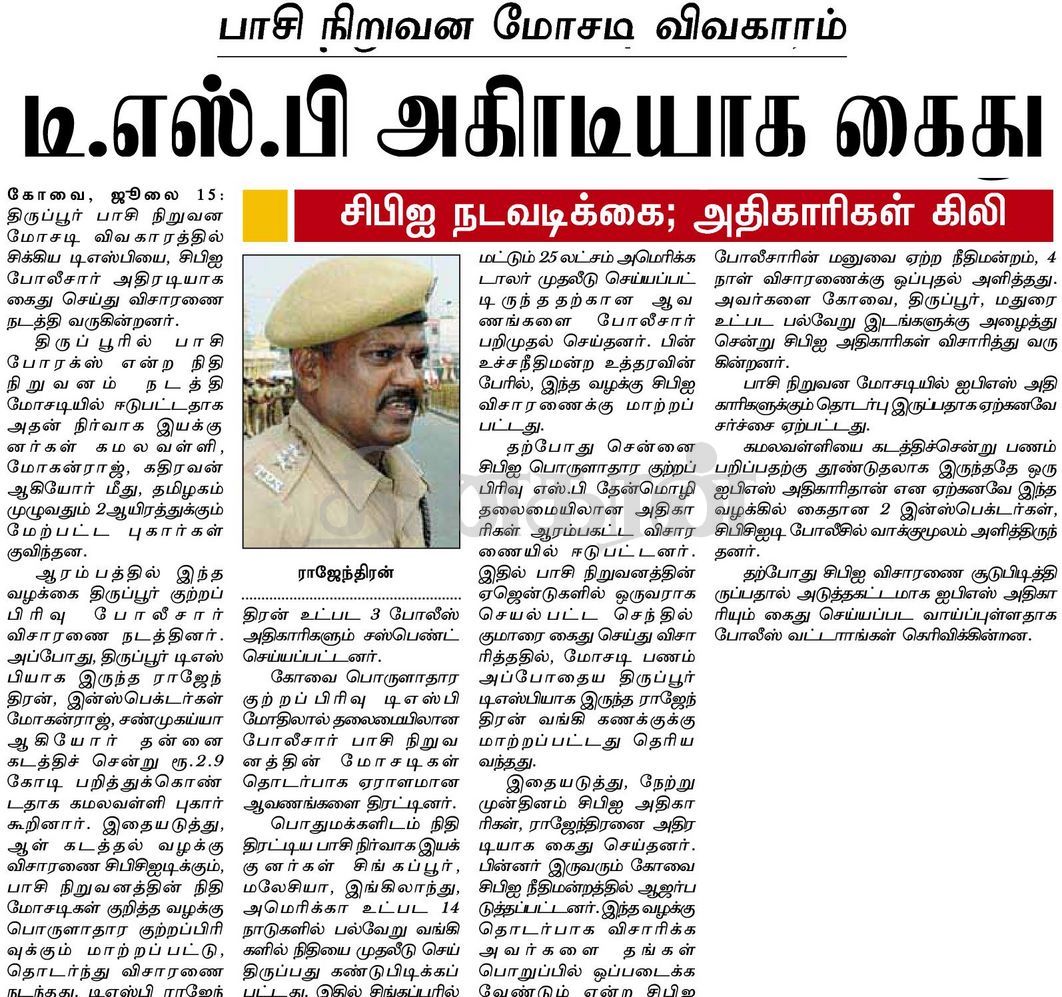 பாசி நிறுவன மோசடி விவகாரம்
டி.எஸ்.பி அதிரடியாக கைது
சிபிஐ நடவடிக்கை; அதிகாரிகள் கிலி
கோவை, ஜூலை 15:
திருப்பூர் பாசி நிறுவன
மோசடி விவகாரத்தில்
சிக்கிய டிஎஸ்பியை, சிபிஐ
போலீசார் அதிரடியாக
கைது செய்து விசாரணை
நடத்தி வருகின்றனர்.
திருப்பூரில் பாசி
போரக்ஸ் என்ற நிதி
நிறுவனம் நடத்தி
மோசடியில் ஈடுபட்டதாக
அதன் நிர்வாக இயக்கு
னர்கள் கமலவள்ளி,
மோகன்ராஜ், கதிரவன்
ஆகியோர் மீது, தமிழகம்
முழுவதும் 2ஆயிரத்துக்கும்
மேற்பட்ட புகார்கள்
குவிந்தன.
ஆரம்பத்தில் இந்த
வழக்கை திருப்பூர் குற்றப்
பிரிவு போலீசார்
விசாரணை நடத்தினர்.
அப்போது, திருப்பூர் டிஎஸ்
பியாக இருந்த ராஜேந்
திரன், இன்ஸ்பெக்டர்கள்
மோகன்ராஜ், சண்முகய்யா
ஆகியோர் தன்னை
கடத்திச் சென்று ரூ.2.9
கோடி பறித்துக்கொண்
டதாக கமலவள்ளி புகார்
கூறினார். இதையடுத்து,
ஆள் கடத்தல் வழக்கு
விசாரணை சிபிசிஐடிக்கும்,
பாசி நிறுவனத்தின் நிதி
மோசடிகள் குறித்த வழக்கு
பொருளாதார குற்றப்பிரி
வுக்கும் மாற்றப்பட்டு,
தொடர்ந்து விசாரணை
நடந்தது. டிஎஸ்பி ராஜேந்
ராஜேந்திரன்
திரன் உட்பட 3 போலீஸ்
அதிகாரிகளும் சஸ்பெண்ட்
செய்யப்பட்டனர்.
கோவை பொருளாதார
குற்றப்பிரிவு டிஎஸ்பி
மோதிலால் தலைமையிலான
போலீசார் பாசி நிறுவ
னத்தின் மோசடிகள்
தொடர்பாக ஏராளமான
ஆவணங்களை திரட்டினர்.
பொதுமக்களிடம் நிதி
திரட்டிய பாசி நிர்வாக இயக்
குனர்கள் சிங்கப்பூர்,
மலேசியா, இங்கிலாந்து,
அமெரிக்கா உட்பட 14
நாடுகளில் பல்வேறு வங்கி
களில் நிதியை முதலீடு செய்
திருப்பது கண்டுபிடிக்கப்
பட்டது. இதில் சிங்கப்பூரில்
மட்டும் 25 லட்சம் அமெரிக்க
டாலர் முதலீடு செய்யப்பட்
டிருந்ததற்கான ஆவ
ணங்களை போலீசார்
பறிமுதல் செய்தனர். பின்
உச்சநீதிமன்ற உத்தரவின்
பேரில், இந்த வழக்கு சிபிஐ
விசாரணைக்கு மாற்றப்
பட்டது.
தற்போது சென்னை
சிபிஐ பொருளாதார குற்றப்
பிரிவு எஸ்.பி தேன்மொழி
தலைமையிலான அதிகா
ரிகள் ஆரம்பகட்ட விசார
ணையில் ஈடுபட்டனர்.
இதில் பாசி நிறுவனத்தின்
ஏஜென்டுகளில் ஒருவராக
செயல்பட்ட செந்தில்
குமாரை கைது செய்து விசா
ரித்ததில், மோசடி பணம்
அப்போதைய திருப்பூர்
டிஎஸ்பியாக இருந்த ராஜேந்
திரன் வங்கி கணக்குக்கு
மாற்றப்பட்டது தெரிய
வந்தது.
இதையடுத்து, நேற்று
முன்தினம் சிபிஐ அதிகா
ரிகள், ராஜேந்திரனை அதிர
டியாக கைது செய்தனர்.
பின்னர் இருவரும் கோவை
சிபிஐ நீதிமன்றத்தில் ஆஜர்ப
டுத்தப்பட்டனர்.இந்த வழக்கு
தொடர்பாக விசாரிக்க
அவர்களை தங்கள்
பொறுப்பில் ஒப்படைக்க
வேண்டும் என்ற சிபிஐ
போலீசாரின் மனுவை ஏற்ற நீதிமன்றம், 4
நாள் விசாரணைக்கு ஒப்புதல் அளித்தது.
அவர்களை கோவை, திருப்பூர், மதுரை
உட்பட பல்வேறு இடங்களுக்கு அழைத்து
சென்று சிபிஐ அதிகாரிகள் விசாரித்து வரு
கின்றனர்.
பாசி நிறுவன மோசடியில் ஐபிஎஸ் அதி
காரிகளுக்கும் தொடர்பு இருப்பதாக ஏற்கனவே
சர்ச்சை ஏற்பட்டது.
கமலவள்ளியை கடத்திச்சென்று பணம்
பறிப்பதற்கு தூண்டுதலாக இருந்ததே ஒரு
ஐபிஎஸ் அதிகாரிதான் என ஏற்கனவே இந்த
வழக்கில் கைதான 2 இன்ஸ்பெக்டர்கள்,
சிபிசிஐடி போலீசில் வாக்குமூலம் அளித்திருந்
தனர்.
தற்போது சிபிஐ விசாரணை சூடுபிடித்தி
ருப்பதால் அடுத்தகட்டமாக ஐபிஎஸ் அதிகா
ரியும் கைது செய்யப்பட வாய்ப்புள்ளதாக
போலீஸ் வட்டாரங்கள் தெரிவிக்கின்றன.